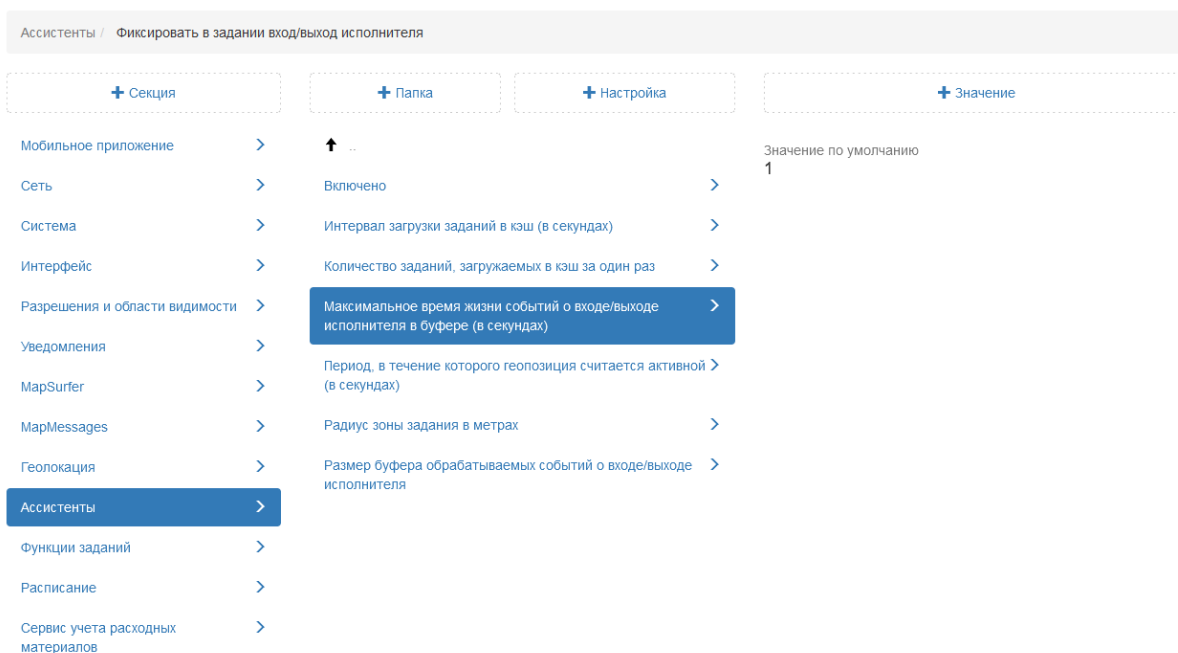 Ассистенты / Фиксировать в задании вход/выход исполнителя
+ Секция
+ Папка
+ Настройка
+ Значение
Мобильное приложение
Сеть
Система
Интерфейс
Разрешения и области видимости
Уведомления
MapSurfer
MapMessages
Геолокация
Ассистенты
Функции заданий
Расписание
Сервис учета расходных
материалов
..
Включено
Интервал загрузки заданий в кэш (в секундах)
Количество заданий, загружаемых в кэш за один раз
Максимальное время жизни событий о входе/выходе
исполнителя в буфере (в секундах)
Период, в течение которого геопозиция считается активной
(в секундах)
Радиус зоны задания в метрах
Размер буфера обрабатываемых событий о входе/выходе
исполнителя
Значение по умолчанию
1